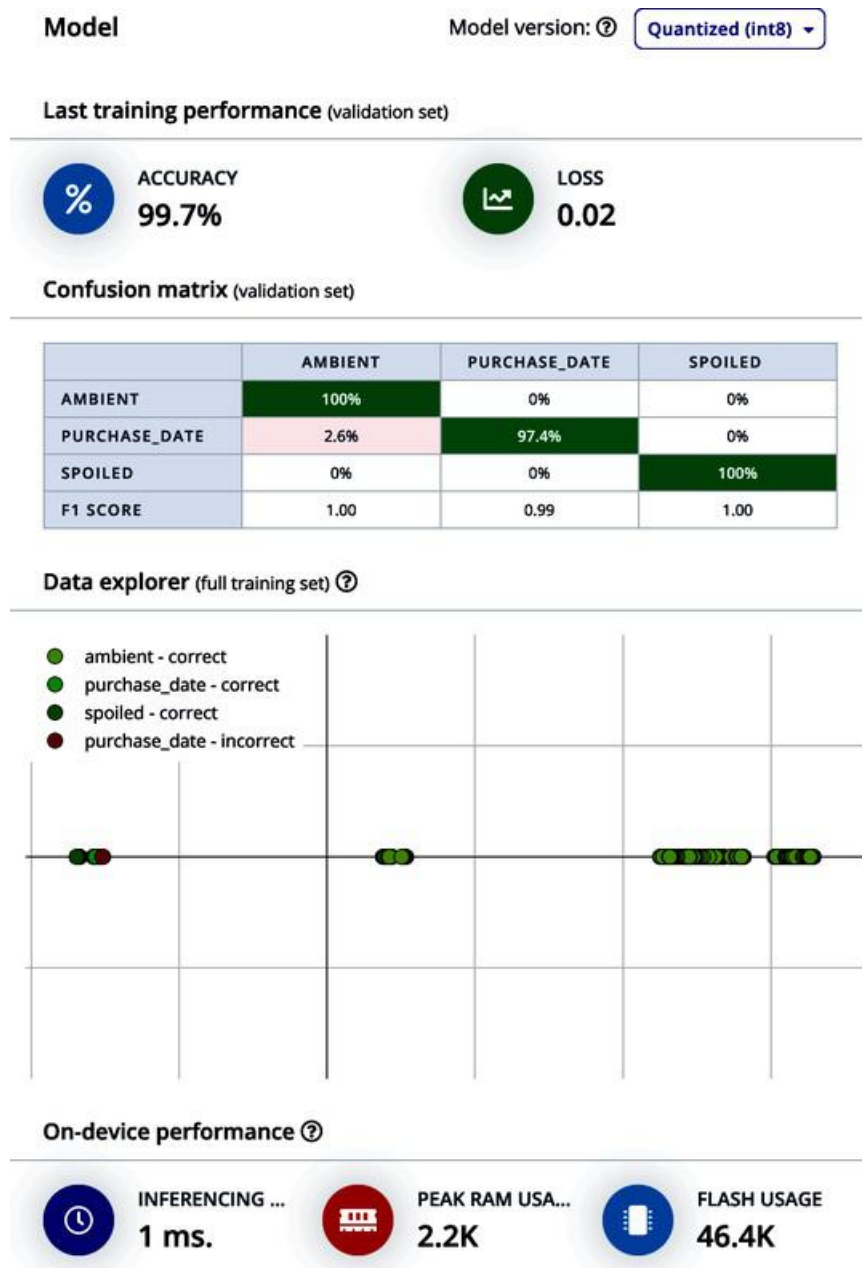 Model
Model version: ? Quantized (int8)
Last training performance (validation set)
% ACCURACY
99.7%
LOSS
0.02
Confusion matrix (validation set)
AMBIENT PURCHASE_DATE SPOILED
AMBIENT 100% 0% 0%
PURCHASE_DATE 2.6% 97.4% 0%
SPOILED 0% 0% 100%
F1 SCORE 1.00 0.99 1.00
Data explorer (full training set) ?
ambient - correct
purchase_date - correct
spoiled - correct
purchase_date - incorrect
On-device performance ?
INFERENCING ...
1 ms.
PEAK RAM USA...
2.2K
FLASH USAGE
46.4K